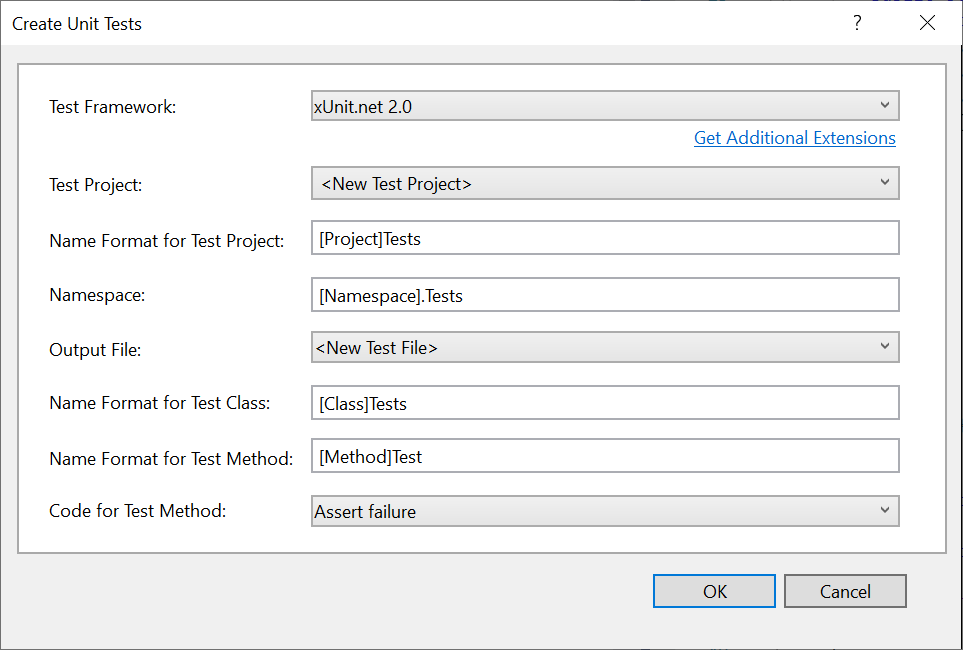 Create Unit Tests ?
Test Framework: xUnit.net 2.0
Get Additional Extensions
Test Project: <New Test Project>
Name Format for Test Project: [Project]Tests
Namespace: [Namespace].Tests
Output File: <New Test File>
Name Format for Test Class: [Class]Tests
Name Format for Test Method: [Method]Test
Code for Test Method: Assert failure
OK Cancel